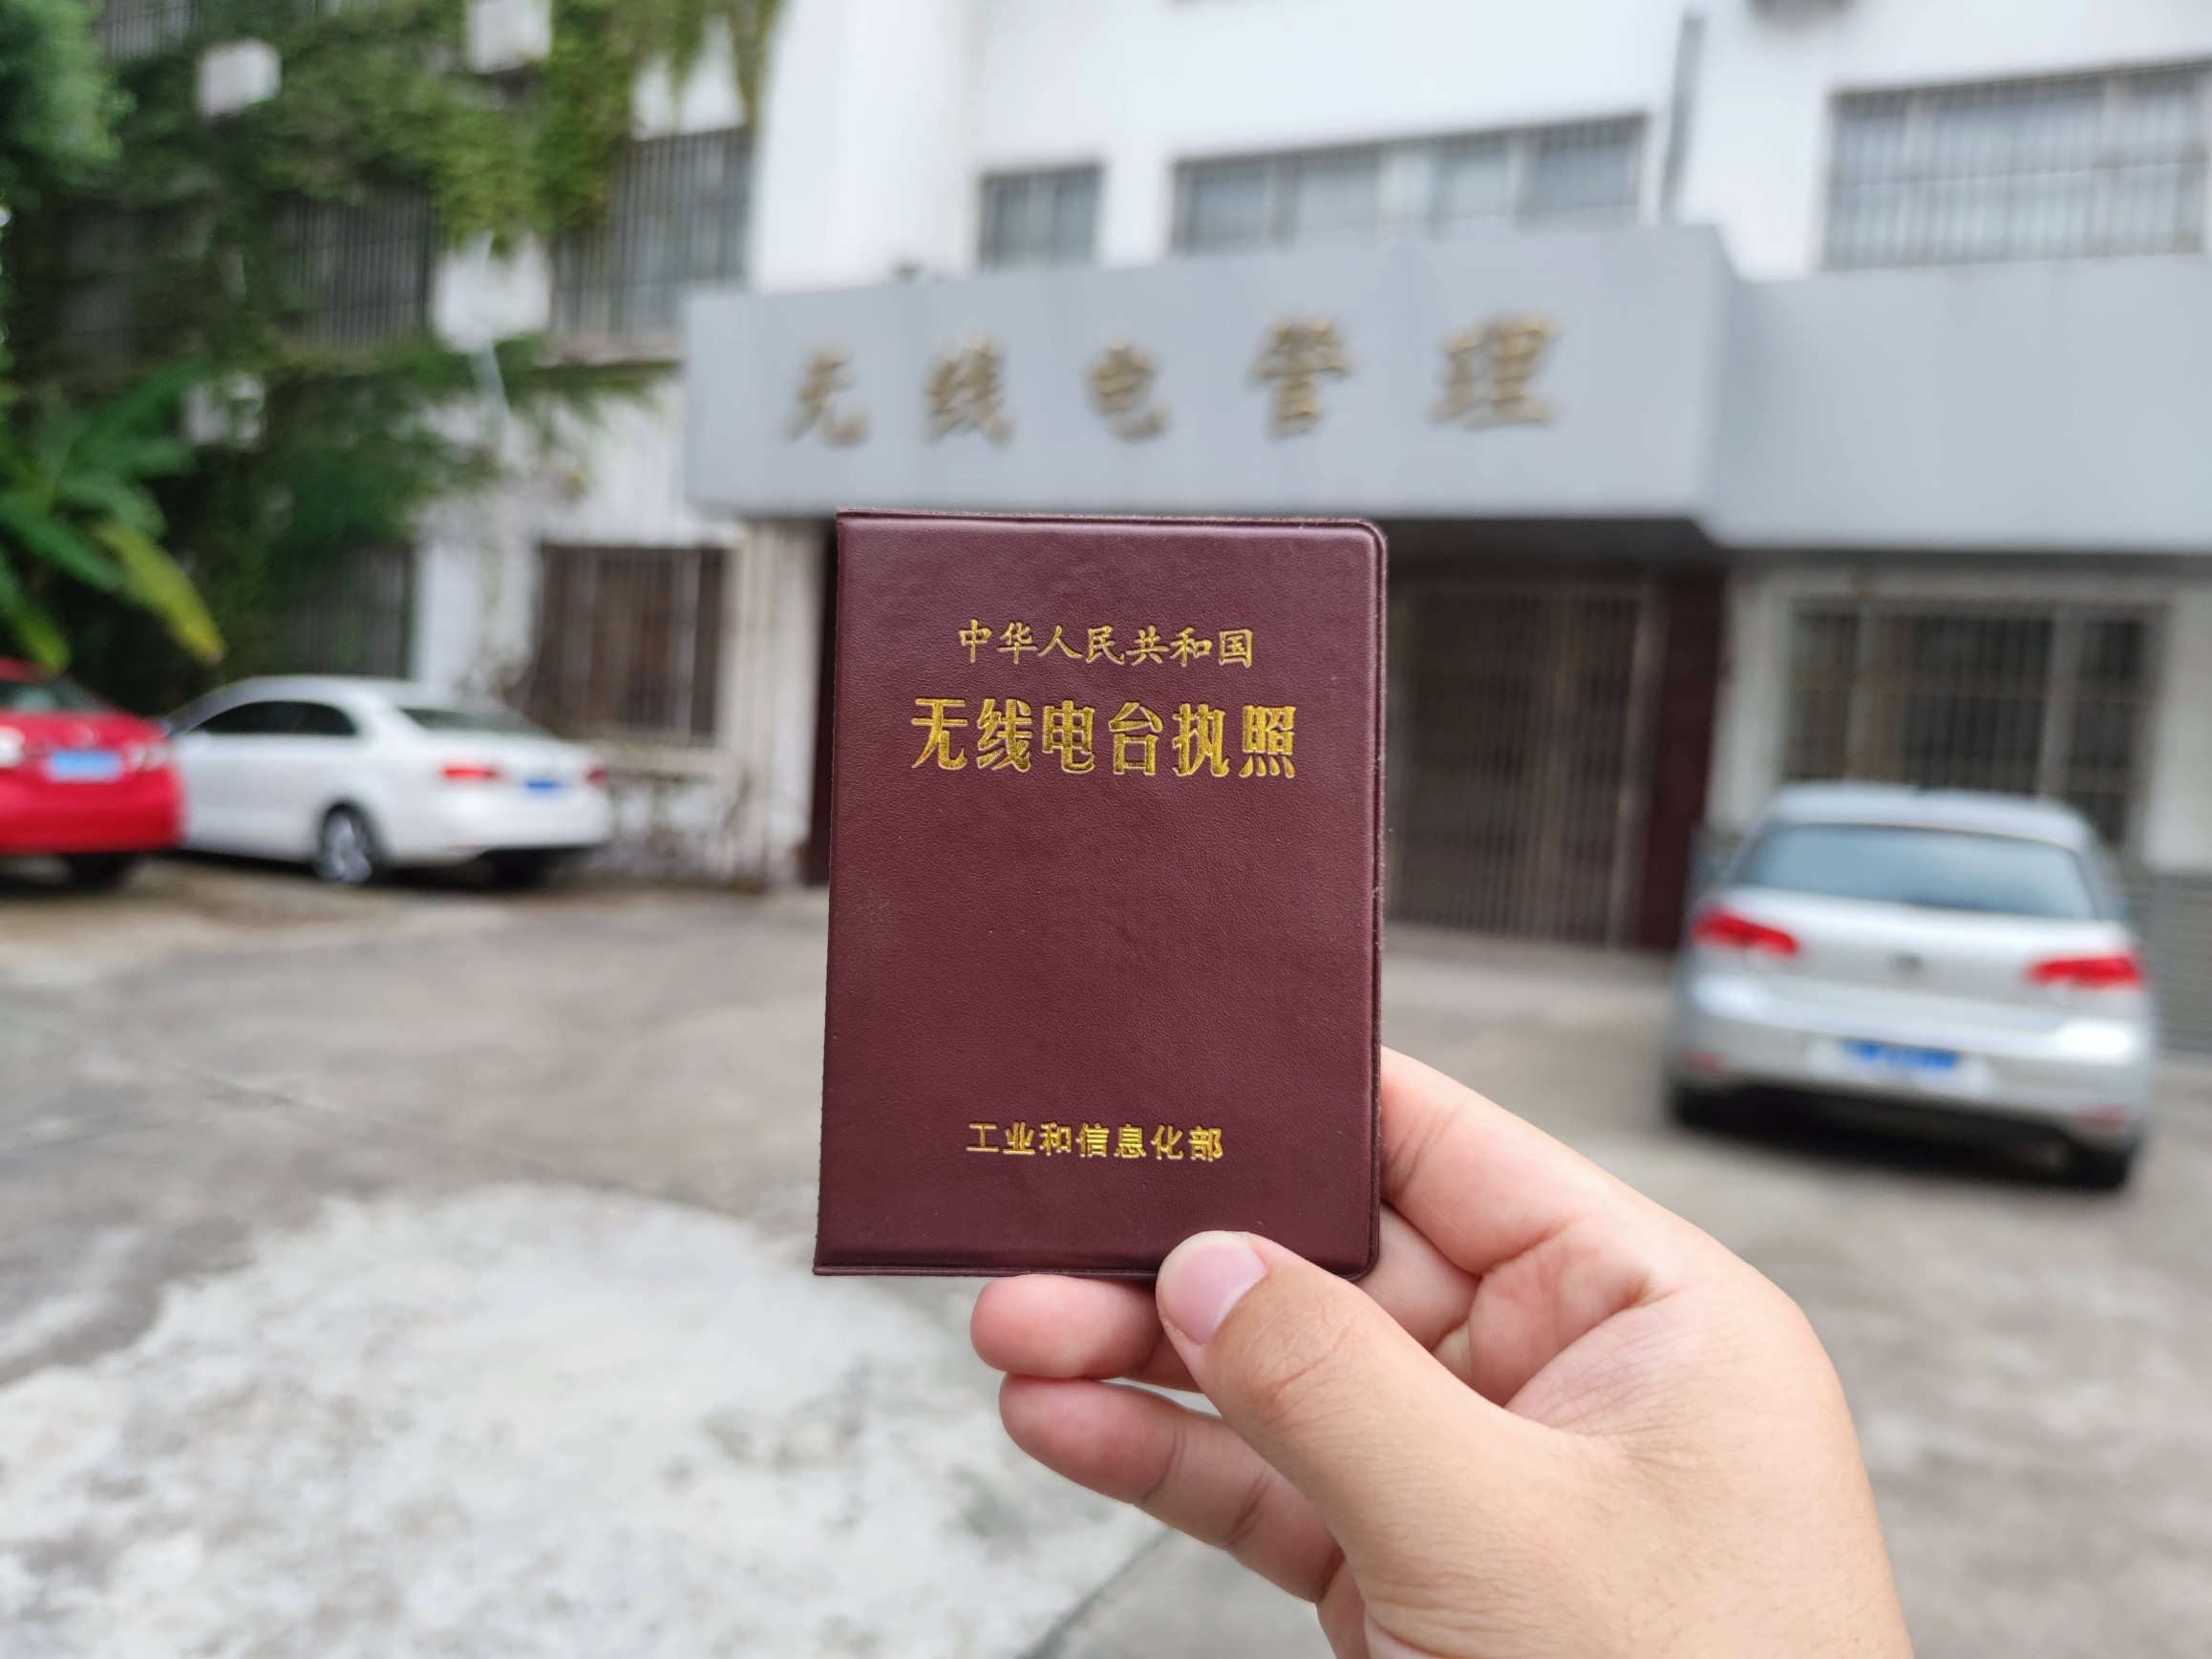 无线电管理
中华人民共和国
无线电台执照
工业和信息化部